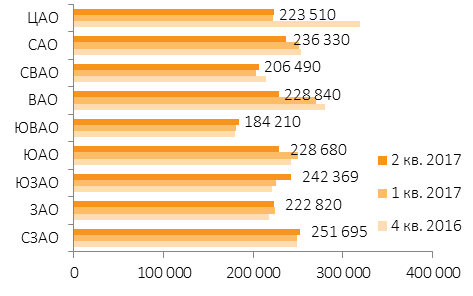 ЦАО 223 510
САО 236 330
СВАО 206 490
ВАО 228 840
ЮВАО 184 210
ЮАО 228 680
ЮЗАО 242 369
ЗАО 222 820
СЗАО 251 695
2 кв. 2017
1 кв. 2017
4 кв. 2016
0 100 000 200 000 300 000 400 000